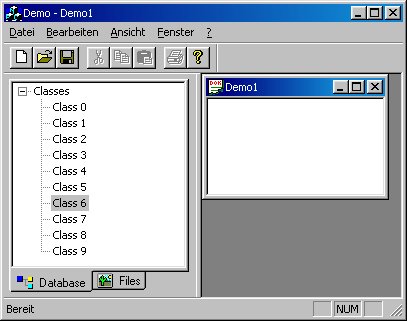 Demo - Demo1
Datei Bearbeiten Ansicht Fenster ?
Classes
Class 0
Class 1
Class 2
Class 3
Class 4
Class 5
Class 6
Class 7
Class 8
Class 9
Database Files
DOK Demo1
Bereit NUM